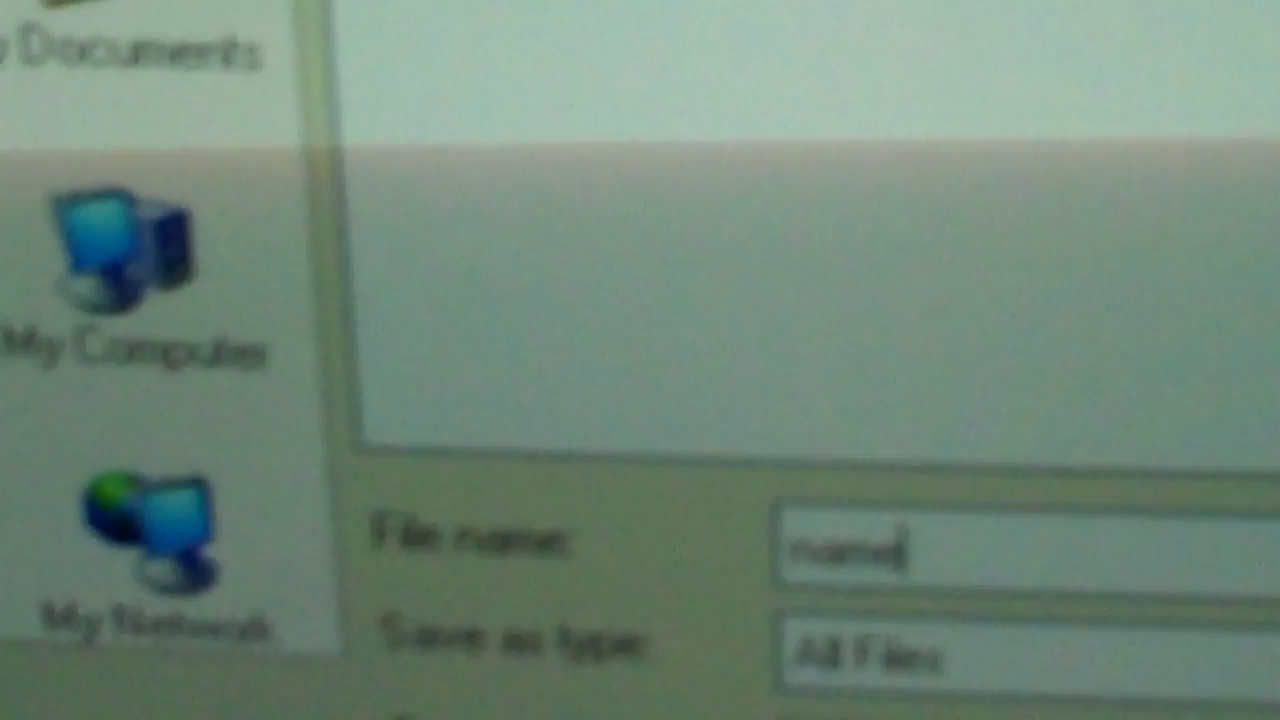 Documents
My Computer
My Network
File name:
name
Save as type:
All Files